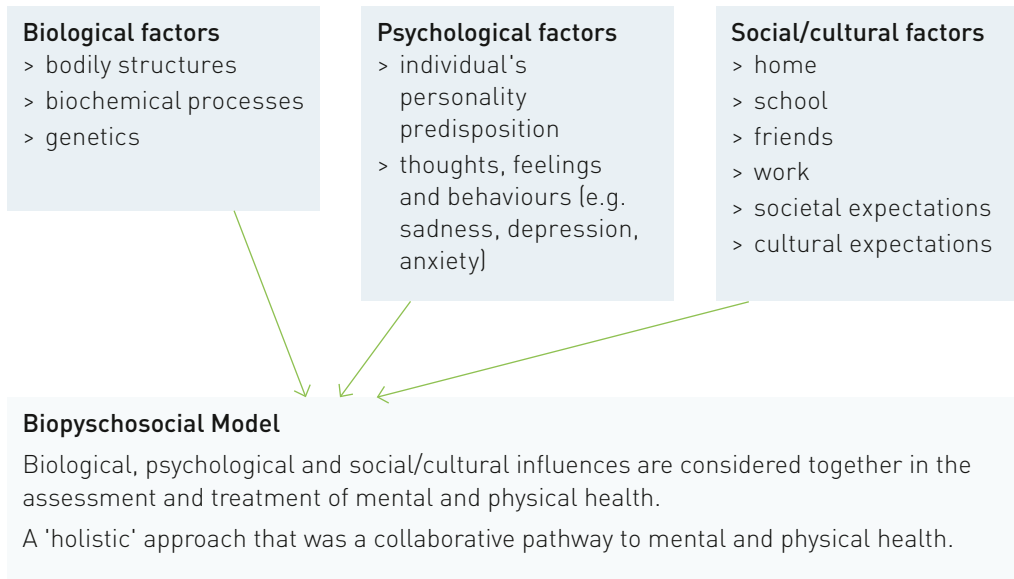 Biological factors
> bodily structures
> biochemical processes
> genetics
Psychological factors
> individual's
personality
predisposition
> thoughts, feelings
and behaviours (e.g.
sadness, depression,
anxiety)
Social/cultural factors
> home
> school
> friends
> work
> societal expectations
> cultural expectations
Biopyschosocial Model
Biological, psychological and social/cultural influences are considered together in the
assessment and treatment of mental and physical health.
A 'holistic' approach that was a collaborative pathway to mental and physical health.